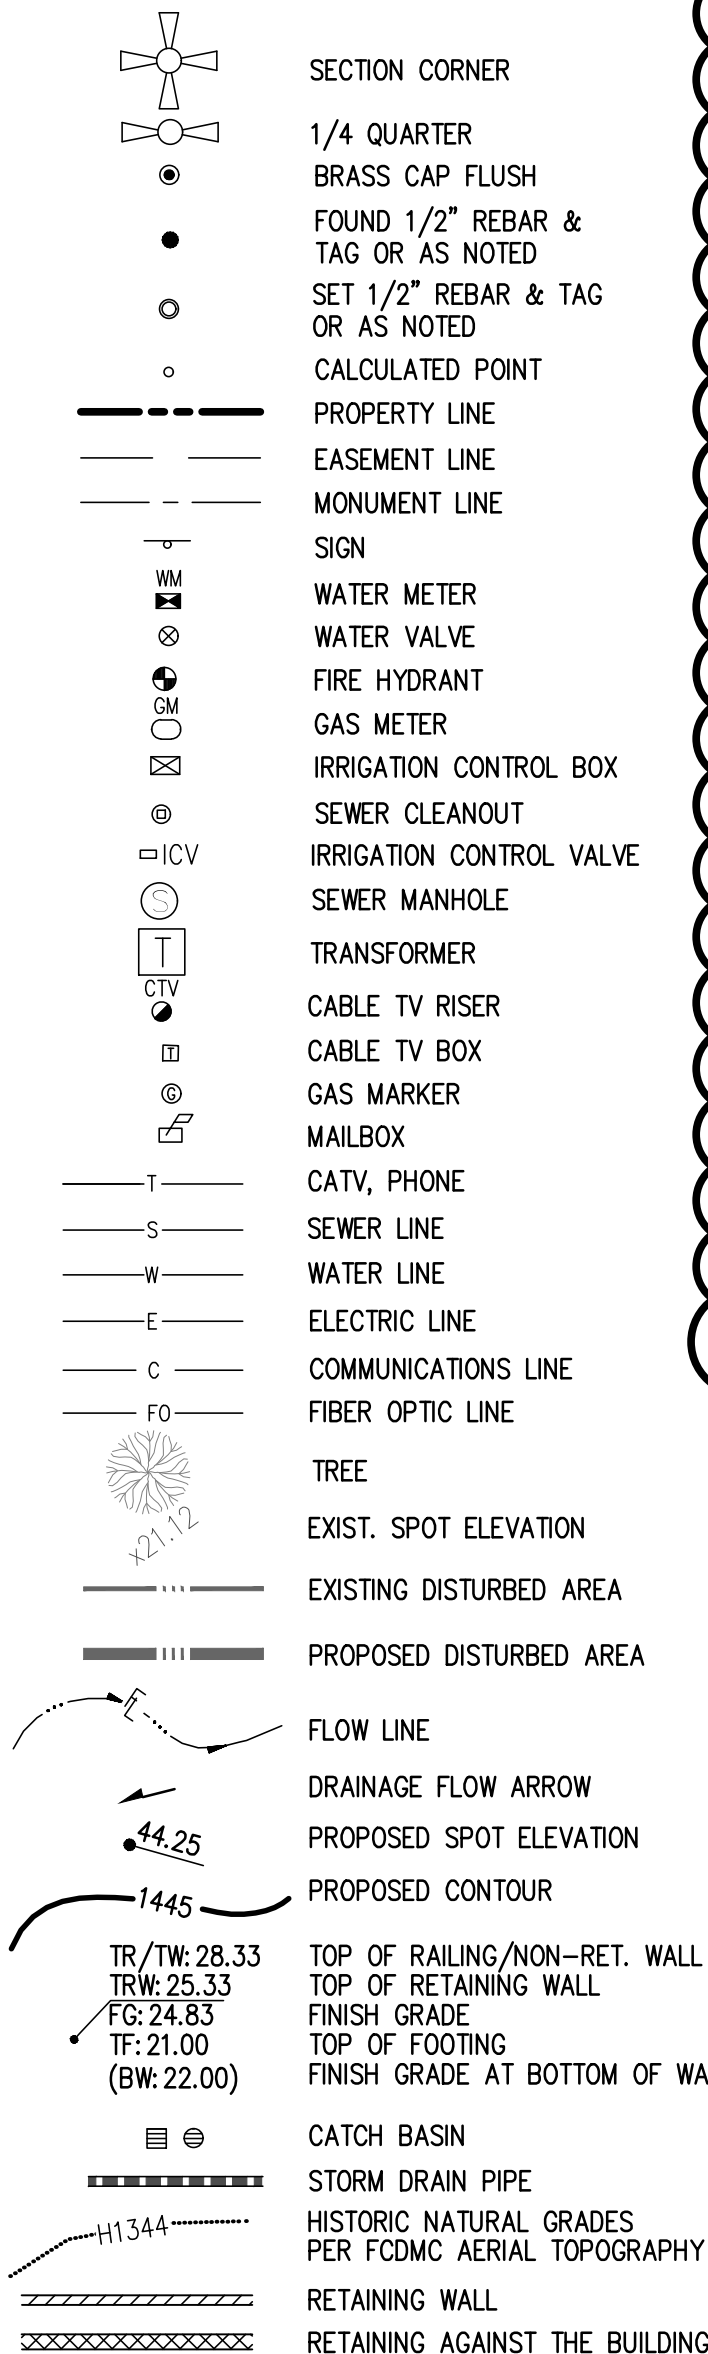 SECTION CORNER
1/4 QUARTER
BRASS CAP FLUSH
FOUND 1/2" REBAR &
TAG OR AS NOTED
SET 1/2" REBAR & TAG
OR AS NOTED
CALCULATED POINT
PROPERTY LINE
EASEMENT LINE
MONUMENT LINE
SIGN
WM
WATER METER
WATER VALVE
FIRE HYDRANT
GM
GAS METER
IRRIGATION CONTROL BOX
SEWER CLEANOUT
ICV IRRIGATION CONTROL VALVE
S SEWER MANHOLE
T TRANSFORMER
CTV
CABLE TV RISER
T CABLE TV BOX
G GAS MARKER
MAILBOX
T CATV, PHONE
S SEWER LINE
W WATER LINE
E ELECTRIC LINE
C COMMUNICATIONS LINE
FO FIBER OPTIC LINE
TREE
x21.12 EXIST. SPOT ELEVATION
EXISTING DISTURBED AREA
PROPOSED DISTURBED AREA
FL FLOW LINE
DRAINAGE FLOW ARROW
44.25 PROPOSED SPOT ELEVATION
1445 PROPOSED CONTOUR
TR/TW: 28.33 TOP OF RAILING/NON-RET. WALL
TRW: 25.33 TOP OF RETAINING WALL
FG: 24.83 FINISH GRADE
TF: 21.00 TOP OF FOOTING
(BW: 22.00) FINISH GRADE AT BOTTOM OF WA
CATCH BASIN
STORM DRAIN PIPE
H1344 HISTORIC NATURAL GRADES
PER FCDMC AERIAL TOPOGRAPHY
RETAINING WALL
RETAINING AGAINST THE BUILDING